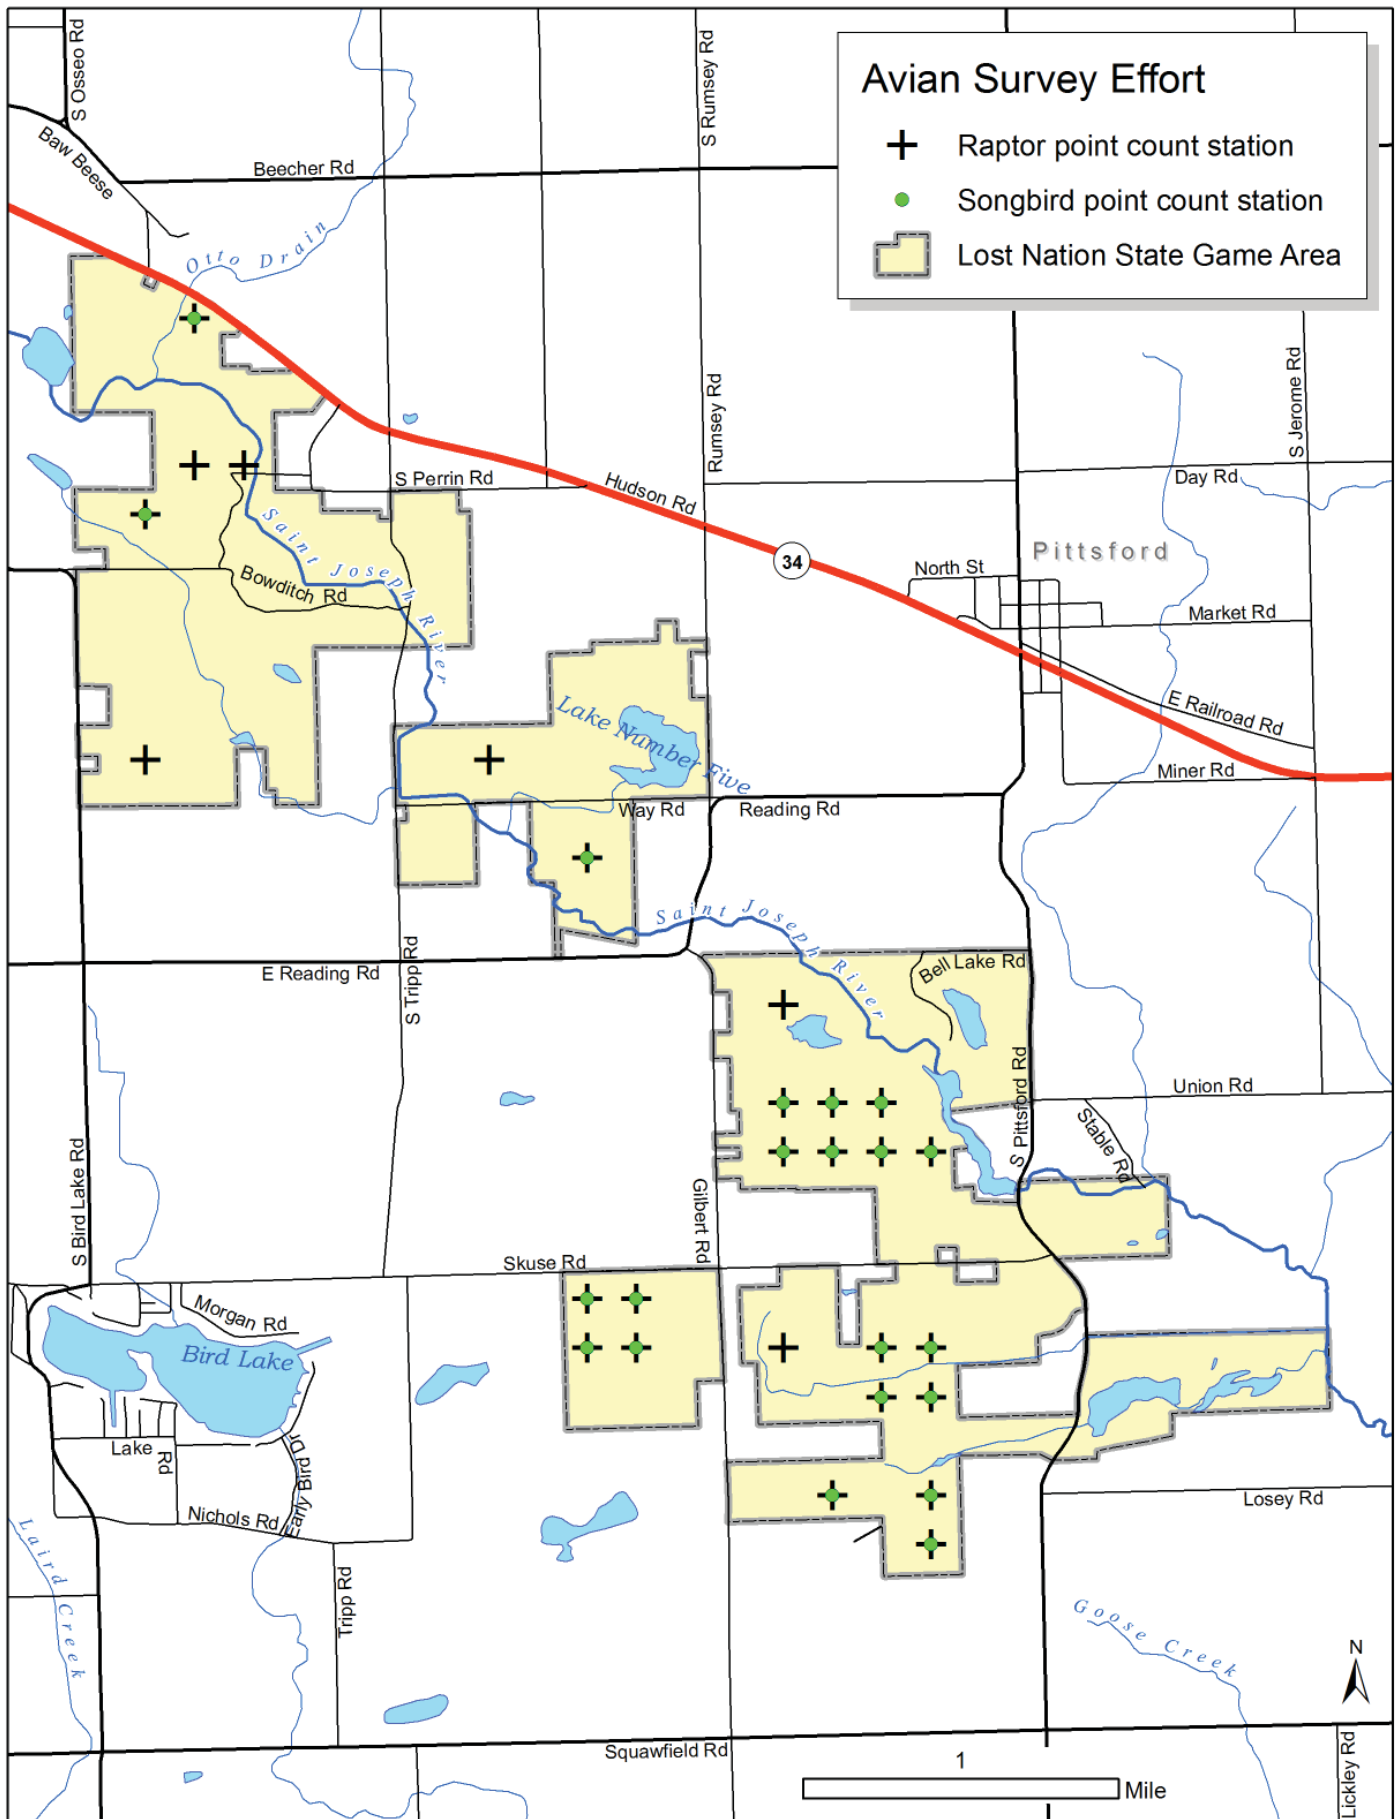 S Osseo Rd
Baw Beese
Beecher Rd
S Rumsey Rd
Avian Survey Effort
Raptor point count station
Songbird point count station
Lost Nation State Game Area
Otto Drain
Rumsey Rd
S Jerome Rd
S Perrin Rd
Hudson Rd
Day Rd
Saint Joseph River
Pittsford
34
North St
Bowditch Rd
Market Rd
Lake Number Five
E Railroad Rd
Miner Rd
Way Rd
Reading Rd
Saint Joseph River
E Reading Rd
S Tripp Rd
Bell Lake Rd
S Pittsford Rd
Union Rd
Stable Rd
S Bird Lake Rd
Gilbert Rd
Skuse Rd
Morgan Rd
Bird Lake
Lake Rd
Early Bird Dr
Nichols Rd
Losey Rd
Laird Creek
Tripp Rd
Goose Creek
N
Squawfield Rd
1
Mile
Lickley Rd